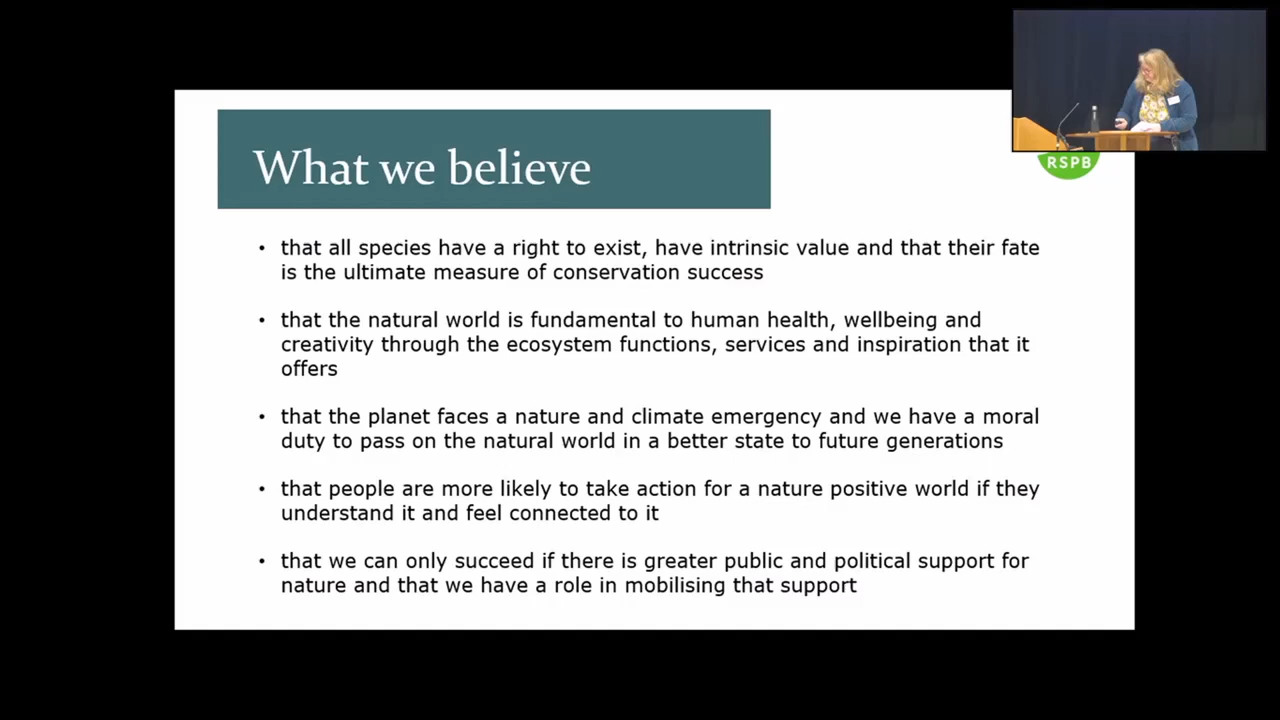 What we believe
RSPB
• that all species have a right to exist, have intrinsic value and that their fate
is the ultimate measure of conservation success
• that the natural world is fundamental to human health, wellbeing and
creativity through the ecosystem functions, services and inspiration that it
offers
• that the planet faces a nature and climate emergency and we have a moral
duty to pass on the natural world in a better state to future generations
• that people are more likely to take action for a nature positive world if they
understand it and feel connected to it
• that we can only succeed if there is greater public and political support for
nature and that we have a role in mobilising that support